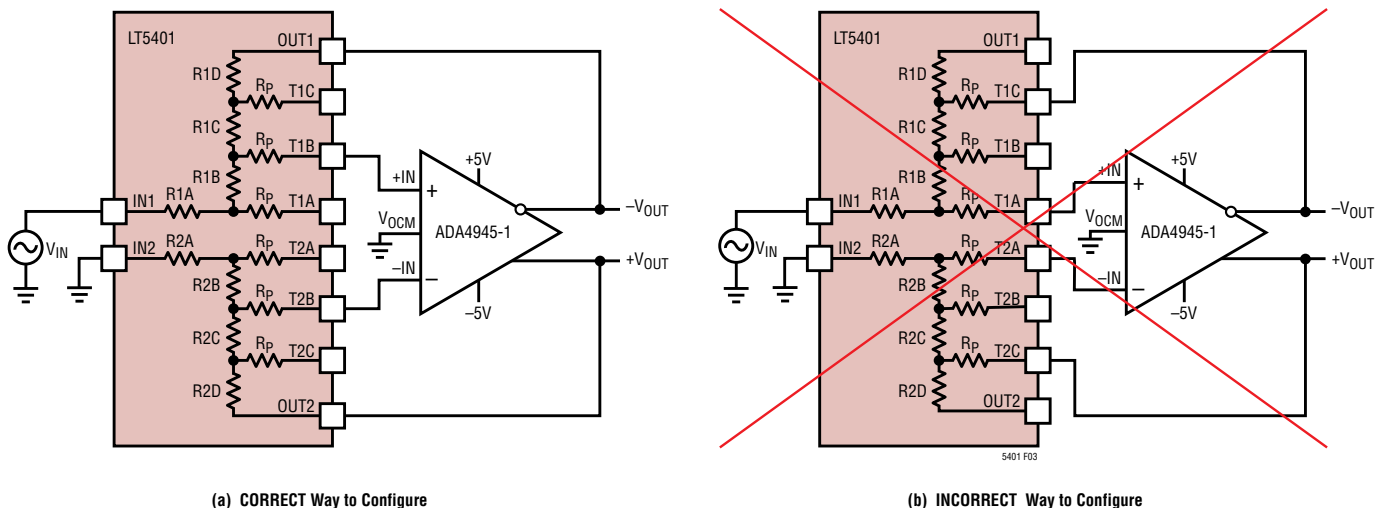 LT5401
OUT1
R1D
RP
T1C
R1C
RP
T1B
+5V
+IN
+
R1B
IN1
R1A
RP
T1A
VOCM
ADA4945-1
–VOUT
VIN
IN2
R2A
RP
T2A
+VOUT
–IN
–
R2B
RP
T2B
–5V
R2C
RP
T2C
R2D
OUT2
(a) CORRECT Way to Configure
LT5401
OUT1
R1D
RP
T1C
R1C
RP
T1B
+5V
+IN
+
R1B
IN1
R1A
RP
T1A
VOCM
ADA4945-1
–VOUT
VIN
IN2
R2A
RP
T2A
+VOUT
–IN
–
R2B
RP
T2B
–5V
R2C
RP
T2C
R2D
OUT2
5401 F03
(b) INCORRECT Way to Configure